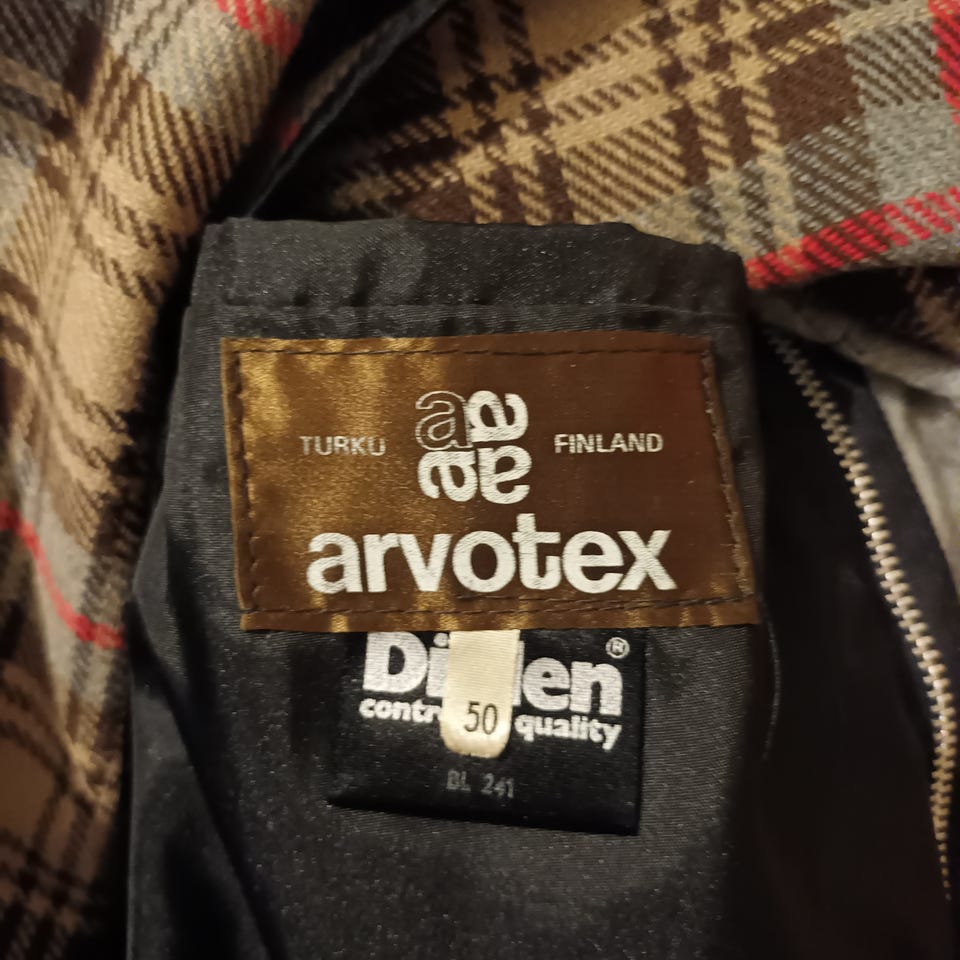 TURKU
FINLAND
arvotex
50
quality
BL 241